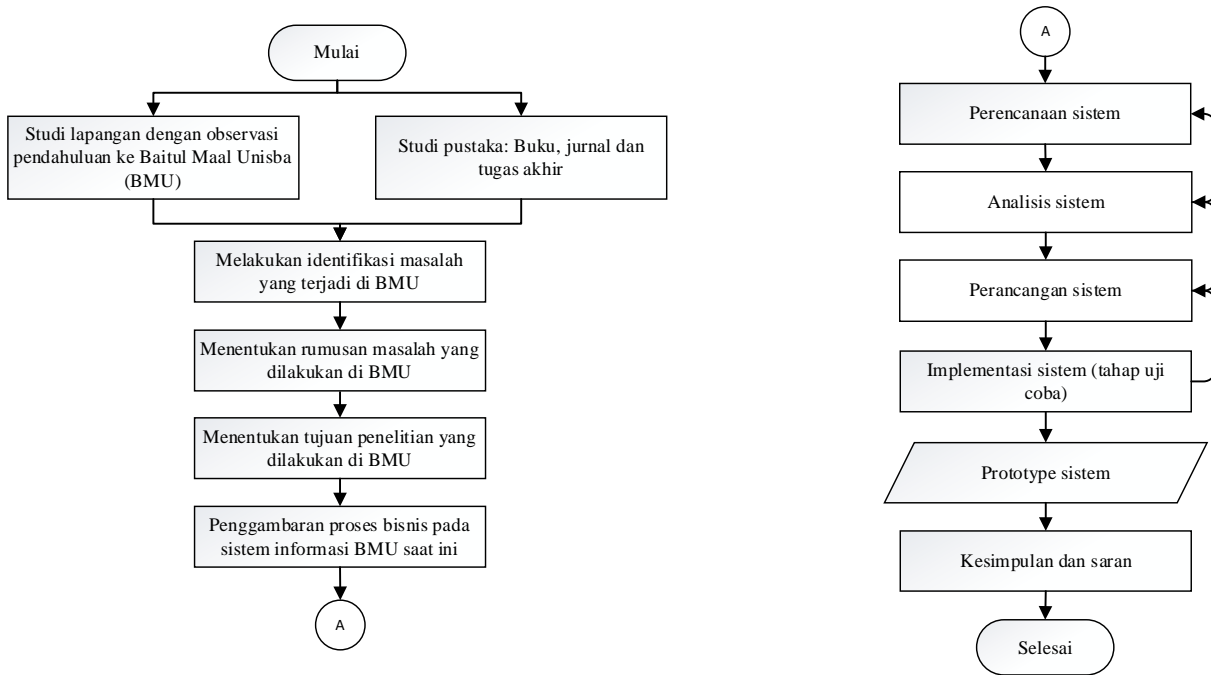 Mulai
Studi lapangan dengan observasi
pendahuluan ke Baitul Maal Unisba
(BMU)
Studi pustaka: Buku, jurnal dan
tugas akhir
Melakukan identifikasi masalah
yang terjadi di BMU
Menentukan rumusan masalah yang
dilakukan di BMU
Menentukan tujuan penelitian yang
dilakukan di BMU
Penggambaran proses bisnis pada
sistem informasi BMU saat ini
A
A
Perencanaan sistem
Analisis sistem
Perancangan sistem
Implementasi sistem (tahap uji
coba)
Prototype sistem
Kesimpulan dan saran
Selesai